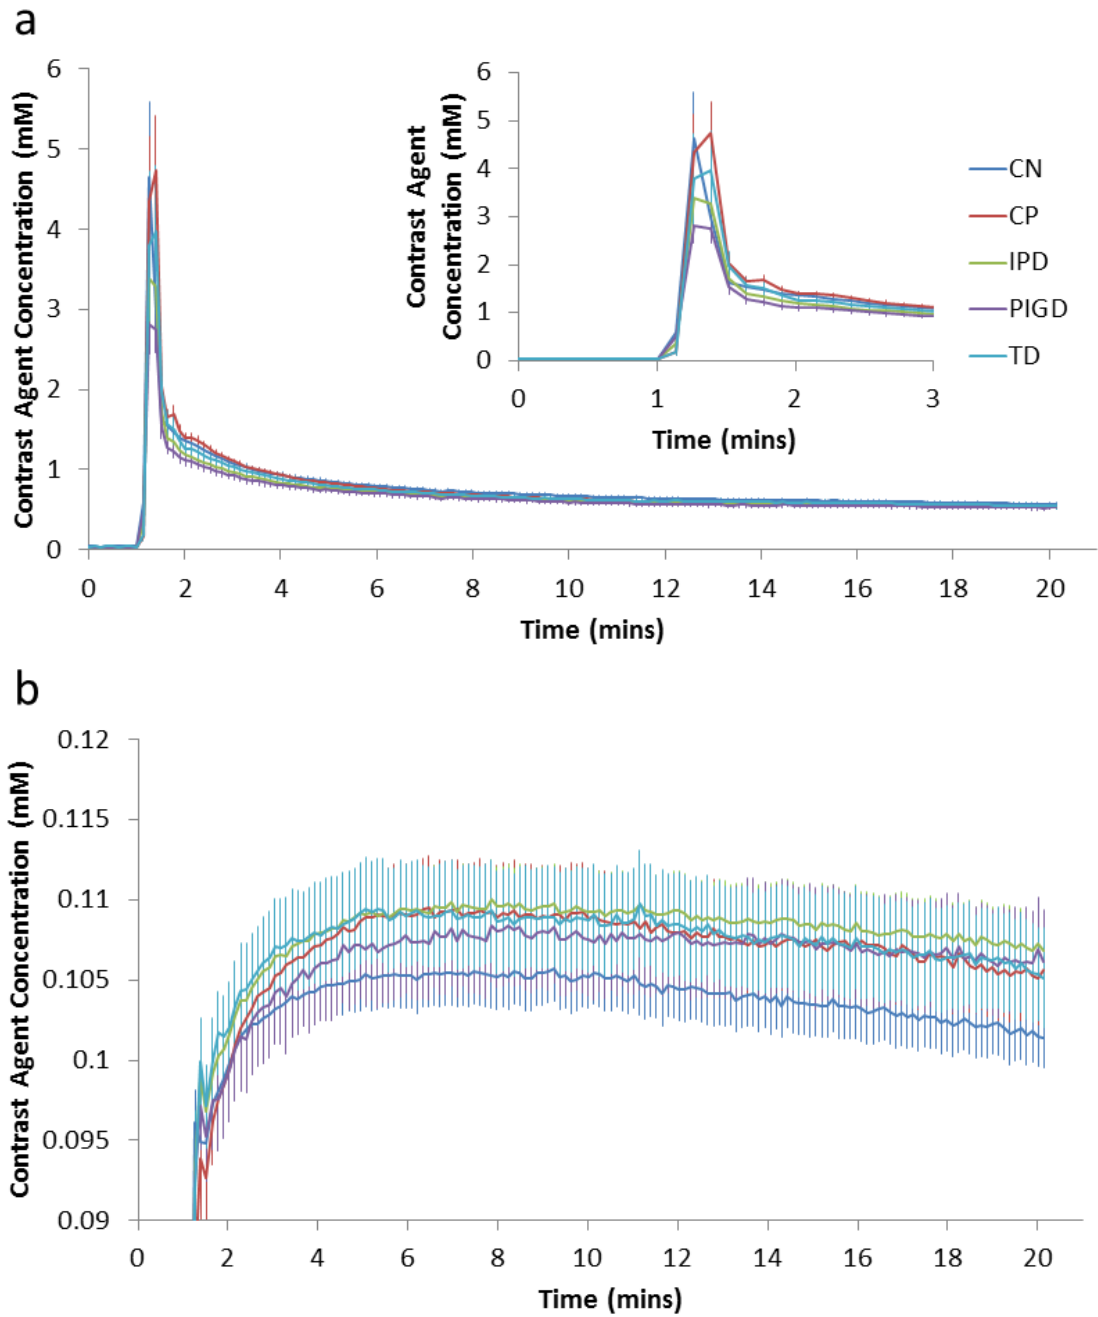 a
Contrast Agent Concentration (mM)
6
5
4
3
2
1
0
0 2 4 6 8 10 12 14 16 18 20
Time (mins)
Contrast Agent
Concentration (mM)
6
5
4
3
2
1
0
0 1 2 3
Time (mins)
CN
CP
IPD
PIGD
TD
b
Contrast Agent Concentration (mM)
0.12
0.115
0.11
0.105
0.1
0.095
0.09
0 2 4 6 8 10 12 14 16 18 20
Time (mins)